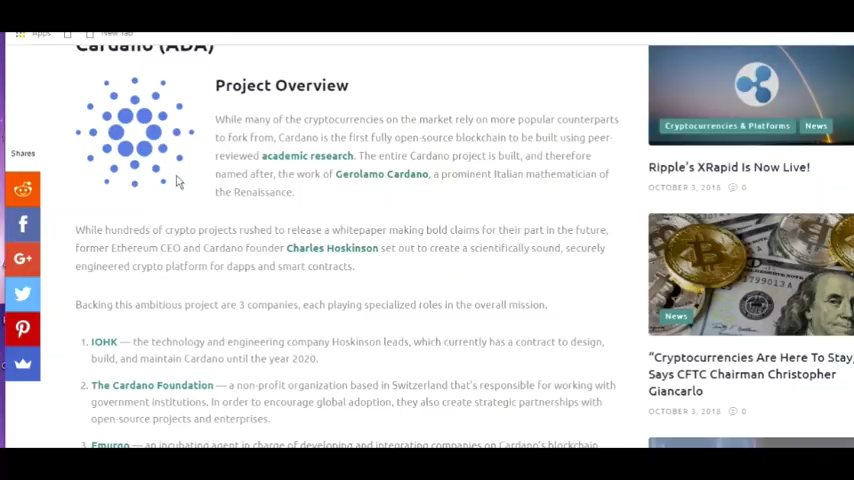 Apps
New Tab
Cardano (ADA)
Project Overview
While many of the cryptocurrencies on the market rely on more popular counterparts
to fork from, Cardano is the first fully open-source blockchain to be built using peer-
reviewed academic research. The entire Cardano project is built, and therefore
named after, the work of Gerolamo Cardano, a prominent Italian mathematician of
the Renaissance.
While hundreds of crypto projects rushed to release a whitepaper making bold claims for their part in the future,
former Ethereum CEO and Cardano founder Charles Hoskinson set out to create a scientifically sound, securely
engineered crypto platform for dapps and smart contracts.
Backing this ambitious project are 3 companies, each playing specialized roles in the overall mission.
1. IOHK — the technology and engineering company Hoskinson leads, which currently has a contract to design,
build, and maintain Cardano until the year 2020.
2. The Cardano Foundation — a non-profit organization based in Switzerland that's responsible for working with
government institutions. In order to encourage global adoption, they also create strategic partnerships with
open-source projects and enterprises.
3. Emurgo — an incubating agent in charge of developing and integrating companies on Cardano's blockchain
Shares
G+
Cryptocurrencies & Platforms
News
Ripple's XRapid Is Now Live!
OCTOBER 3, 2018 0
News
"Cryptocurrencies Are Here To Stay,
Says CFTC Chairman Christopher
Giancarlo
OCTOBER 3, 2018 0